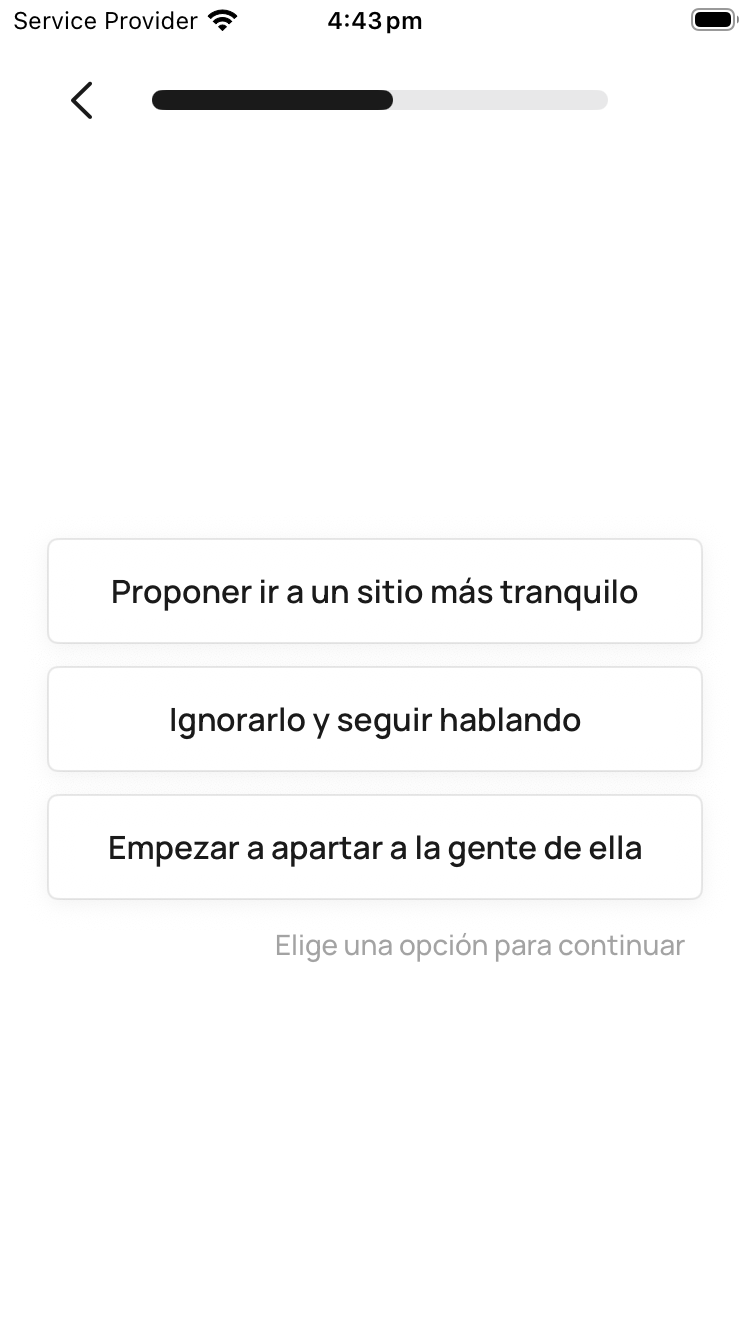 Service Provider 4:43 pm
Proponer ir a un sitio más tranquilo
Ignorarlo y seguir hablando
Empezar a apartar a la gente de ella
Elige una opción para continuar